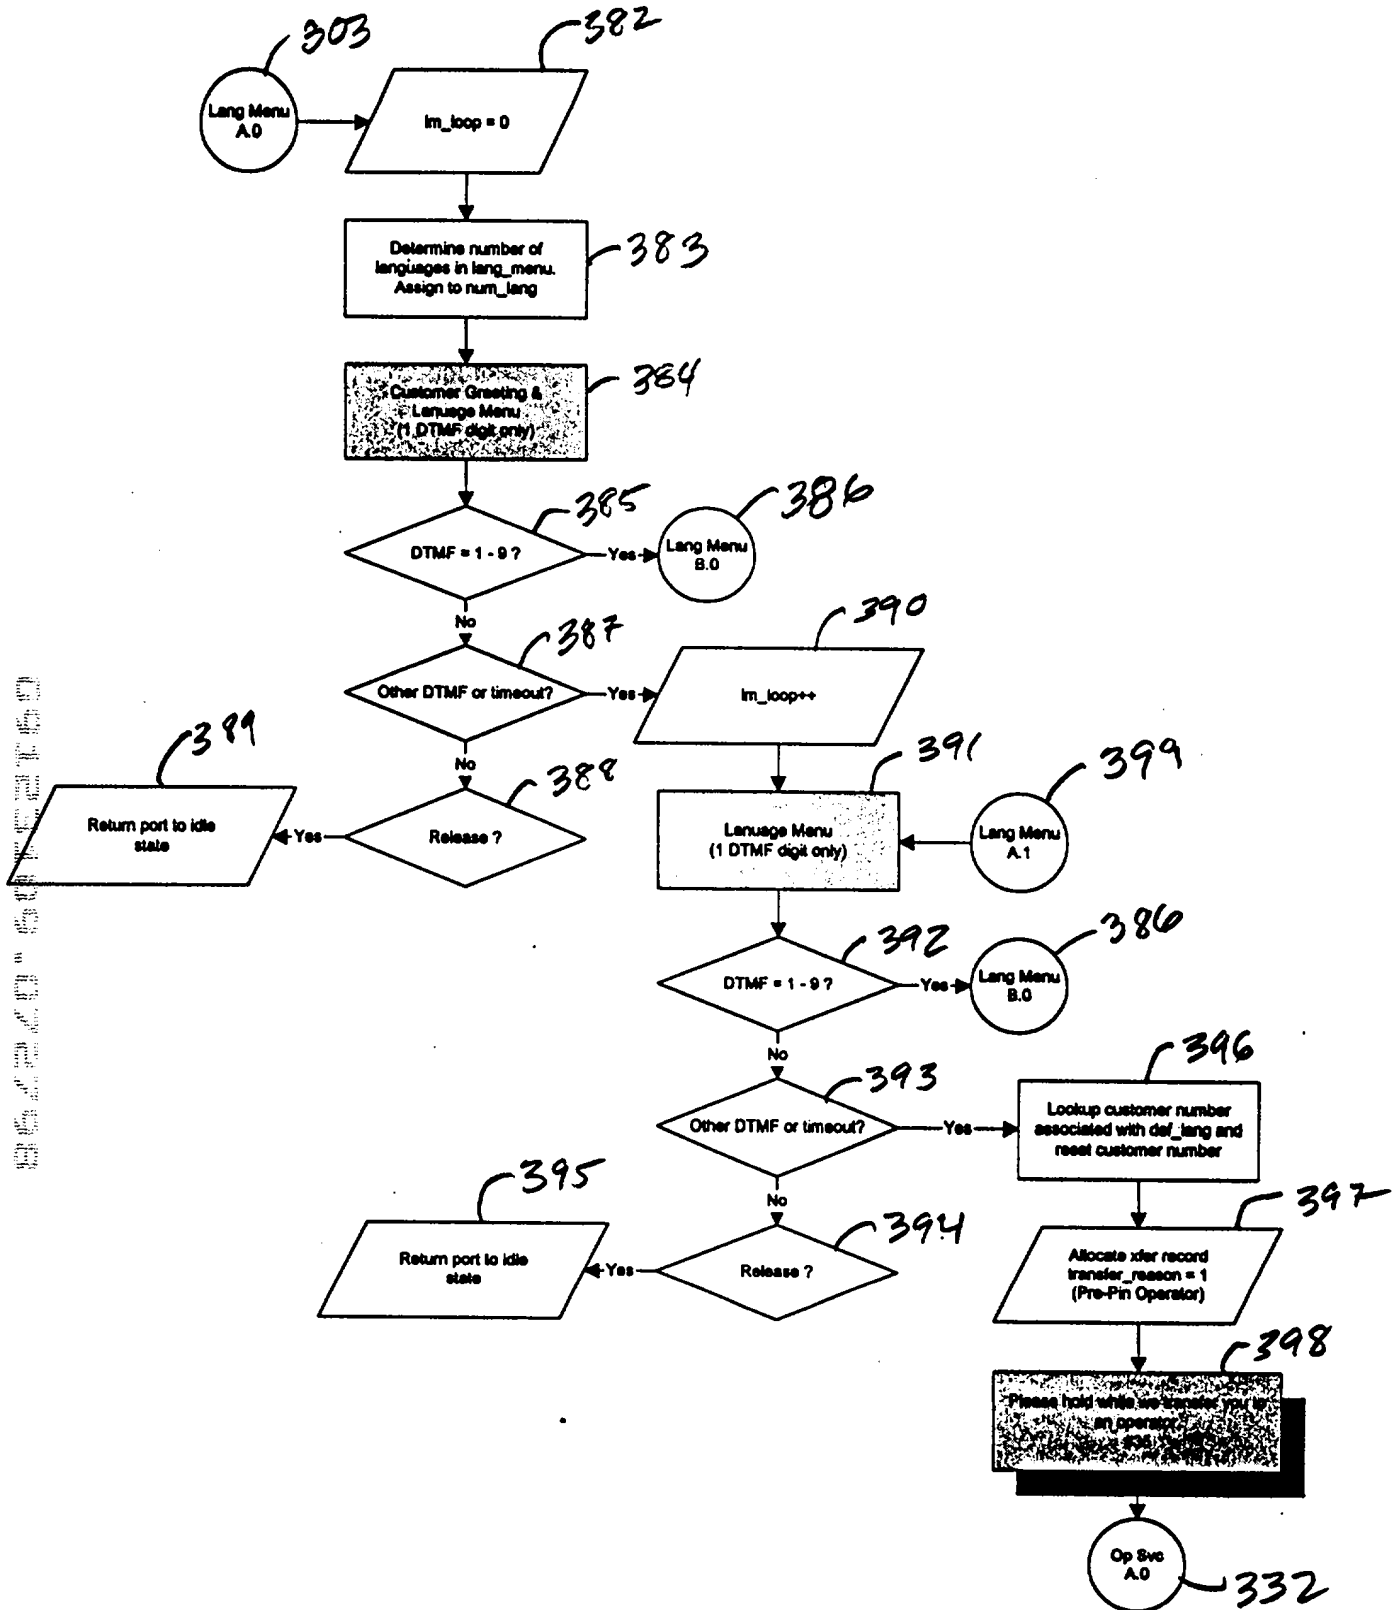 303
382
Lang Menu
A.0
lm_loop = 0
Determine number of
languages in lang_menu.
Assign to num_lang
383
Customer Greeting &
Lanuage Menu
(1 DTMF digit only)
384
385
386
DTMF = 1 - 9 ?
Yes
Lang Menu
B.0
No
387
390
Other DTMF or timeout?
Yes
lm_loop++
389
No
388
391
399
Return port to idle
state
Yes
Release ?
Lanuage Menu
(1 DTMF digit only)
Lang Menu
A.1
392
386
DTMF = 1 - 9 ?
Yes
Lang Menu
B.0
No
393
396
Other DTMF or timeout?
Yes
Lookup customer number
associated with def_lang and
reset customer number
395
No
394
397
Return port to idle
state
Yes
Release ?
Allocate xfer record
transfer_reason = 1
(Pre-Pin Operator)
398
Please hold while we transfer you to
an operator.
Op Svc
A.0
332